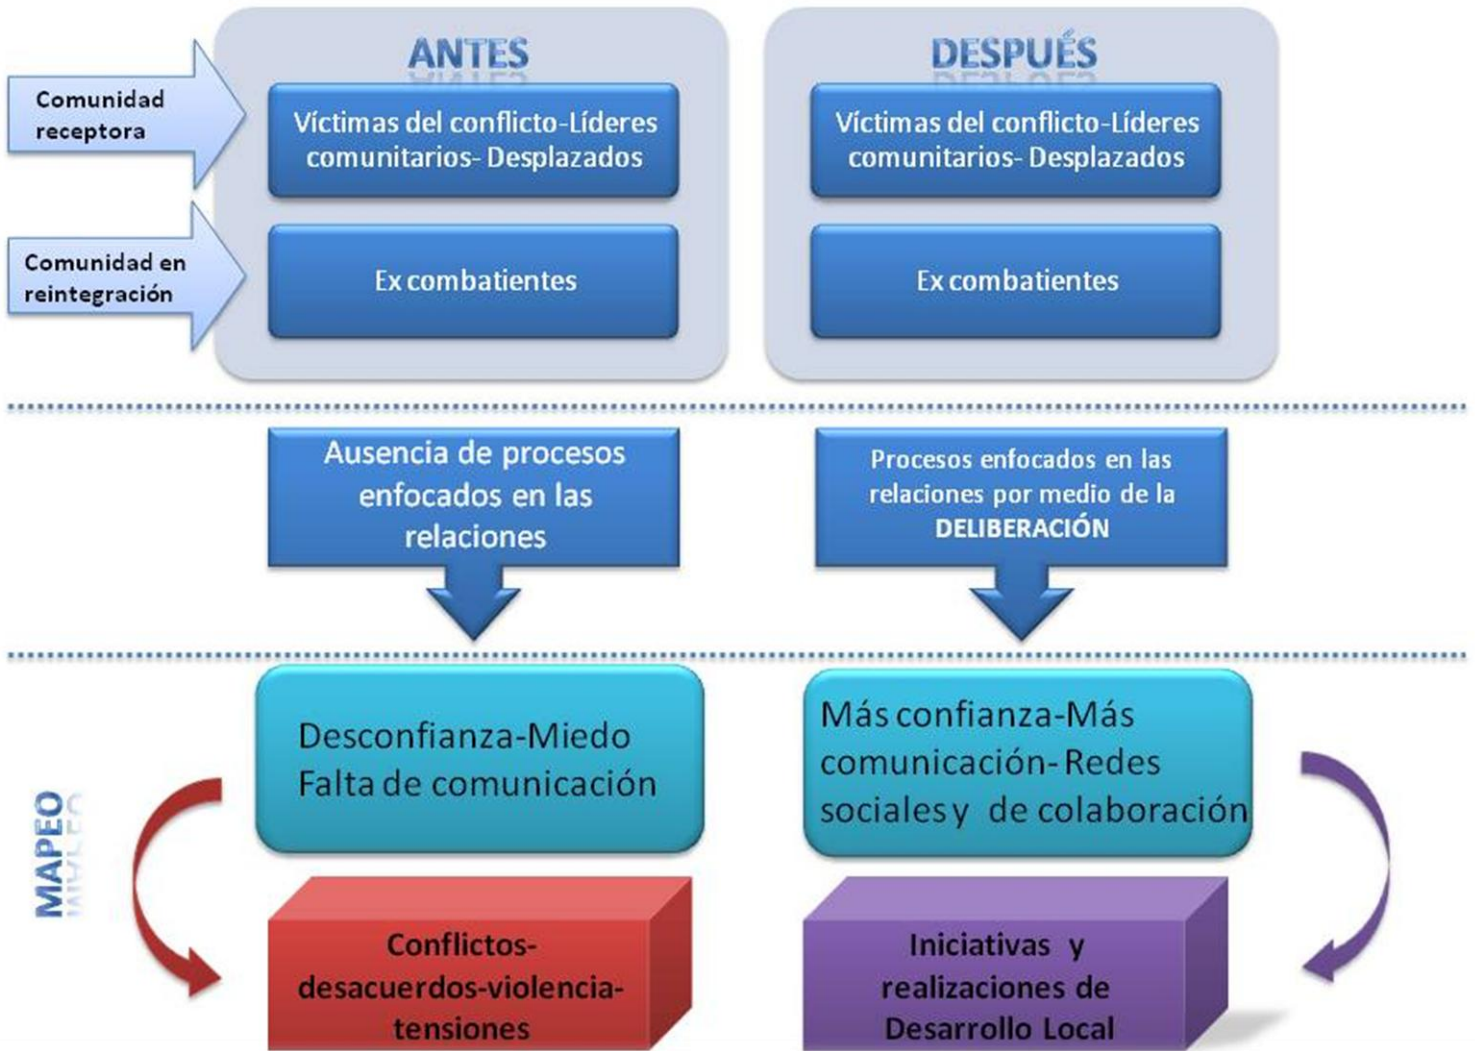 ANTES
DESPUÉS
Comunidad
receptora
Víctimas del conflicto-Líderes
comunitarios- Desplazados
Víctimas del conflicto-Líderes
comunitarios- Desplazados
Comunidad en
reintegración
Ex combatientes
Ex combatientes
Ausencia de procesos
enfocados en las
relaciones
Procesos enfocados en las
relaciones por medio de la
DELIBERACIÓN
MAPEO
Desconfianza-Miedo
Falta de comunicación
Más confianza-Más
comunicación- Redes
sociales y de colaboración
Conflictos-
desacuerdos-violencia-
tensiones
Iniciativas y
realizaciones de
Desarrollo Local